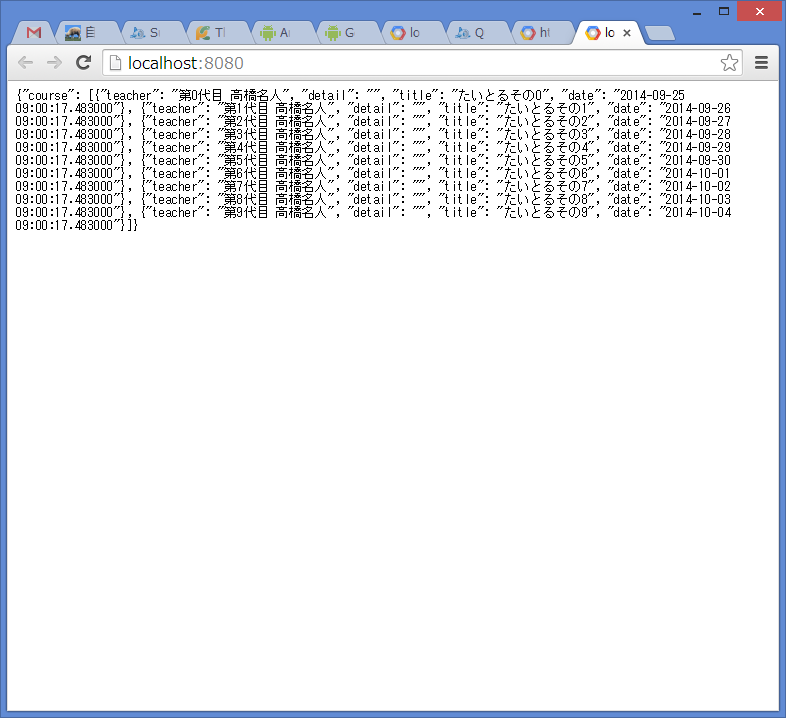 É
Si
Tl
Ar
G
lo
Q
ht
lo
localhost:8080
{"course": [{"teacher": "第0代目 高橋名人", "detail": "", "title": "たいとるその0", "date": "2014-09-25
09:00:17.483000"}, {"teacher": "第1代目 高橋名人", "detail": "", "title": "たいとるその1", "date": "2014-09-26
09:00:17.483000"}, {"teacher": "第2代目 高橋名人", "detail": "", "title": "たいとるその2", "date": "2014-09-27
09:00:17.483000"}, {"teacher": "第3代目 高橋名人", "detail": "", "title": "たいとるその3", "date": "2014-09-28
09:00:17.483000"}, {"teacher": "第4代目 高橋名人", "detail": "", "title": "たいとるその4", "date": "2014-09-29
09:00:17.483000"}, {"teacher": "第5代目 高橋名人", "detail": "", "title": "たいとるその5", "date": "2014-09-30
09:00:17.483000"}, {"teacher": "第6代目 高橋名人", "detail": "", "title": "たいとるその6", "date": "2014-10-01
09:00:17.483000"}, {"teacher": "第7代目 高橋名人", "detail": "", "title": "たいとるその7", "date": "2014-10-02
09:00:17.483000"}, {"teacher": "第8代目 高橋名人", "detail": "", "title": "たいとるその8", "date": "2014-10-03
09:00:17.483000"}, {"teacher": "第9代目 高橋名人", "detail": "", "title": "たいとるその9", "date": "2014-10-04
09:00:17.483000"}]}